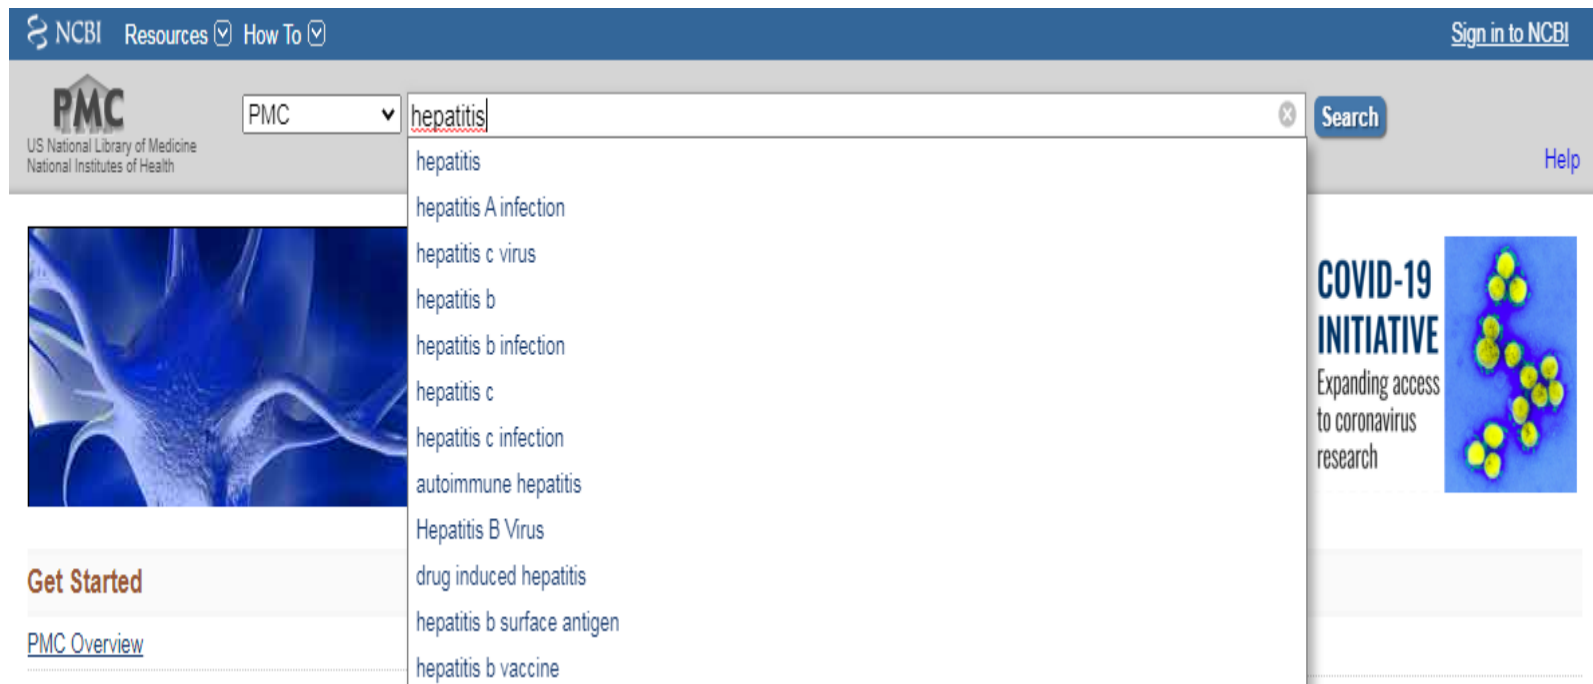 NCBI Resources How To Sign in to NCBI
PMC
US National Library of Medicine
National Institutes of Health
PMC
hepatitis
Search
Help
hepatitis
hepatitis A infection
hepatitis c virus
hepatitis b
hepatitis b infection
hepatitis c
hepatitis c infection
autoimmune hepatitis
Hepatitis B Virus
drug induced hepatitis
hepatitis b surface antigen
hepatitis b vaccine
COVID-19
INITIATIVE
Expanding access
to coronavirus
research
Get Started
PMC Overview